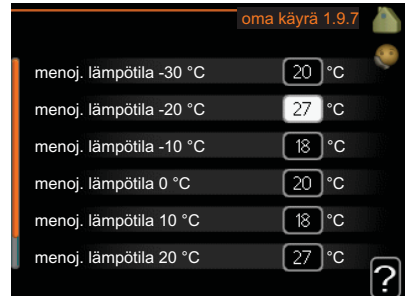 oma käyrä 1.9.7
menoj. lämpötila -30 °C 20 °C
menoj. lämpötila -20 °C 27 °C
menoj. lämpötila -10 °C 18 °C
menoj. lämpötila 0 °C 20 °C
menoj. lämpötila 10 °C 18 °C
menoj. lämpötila 20 °C 27 °C
?